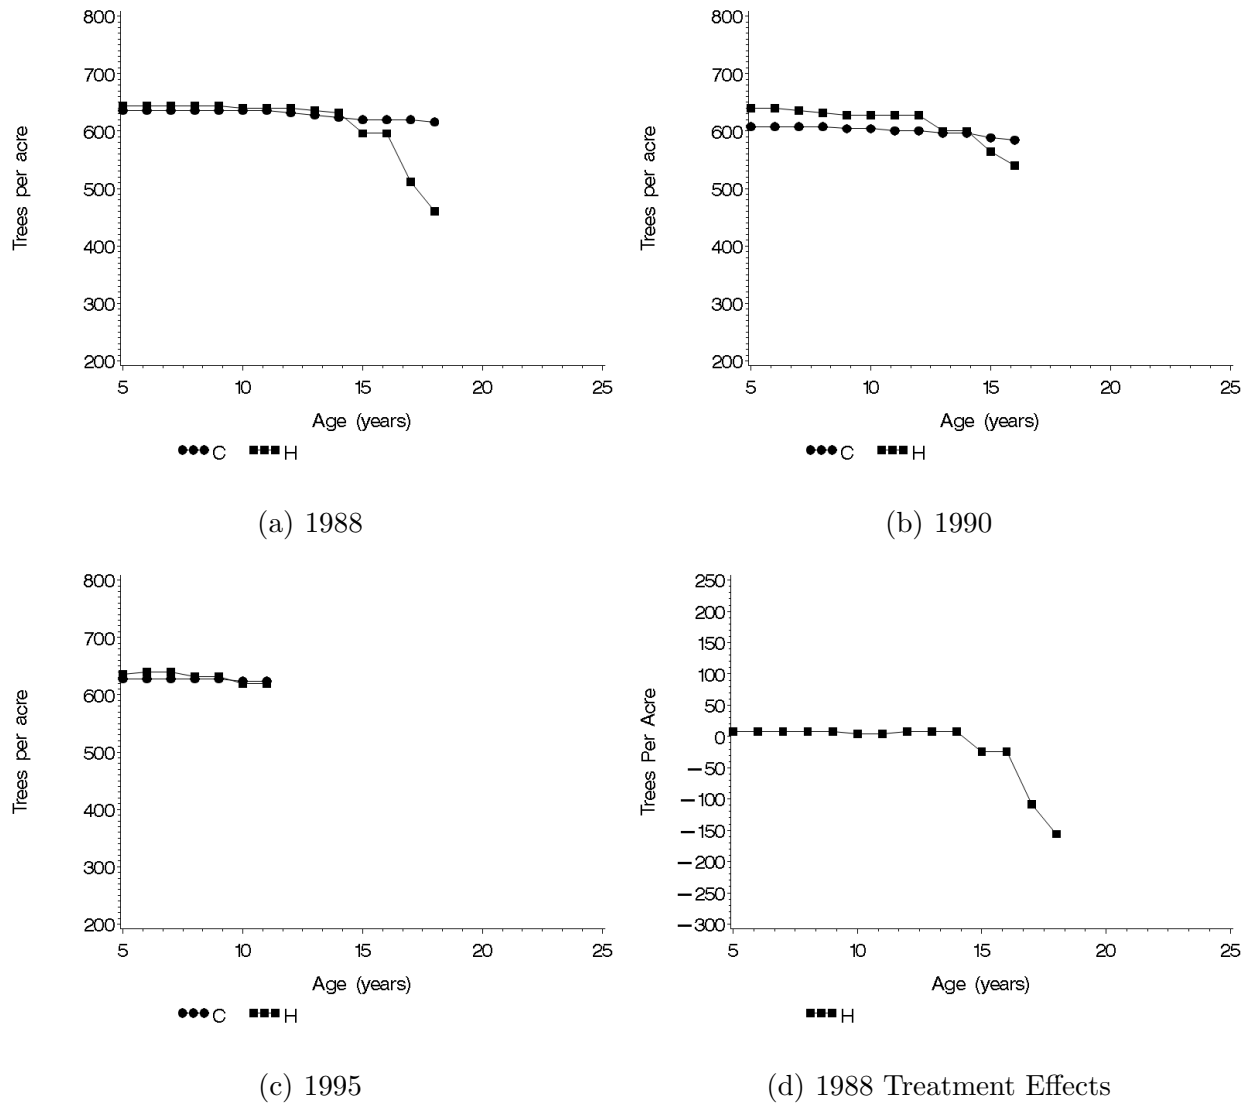 800
700
600
500
400
300
200
5 10 15 20 25
Trees per acre
Age (years)
C H
(a) 1988
800
700
600
500
400
300
200
5 10 15 20 25
Trees per acre
Age (years)
C H
(b) 1990
800
700
600
500
400
300
200
5 10 15 20 25
Trees per acre
Age (years)
C H
(c) 1995
250
200
150
100
50
0
−50
−100
−150
−200
−250
−300
5 10 15 20 25
Trees Per Acre
Age (years)
H
(d) 1988 Treatment Effects